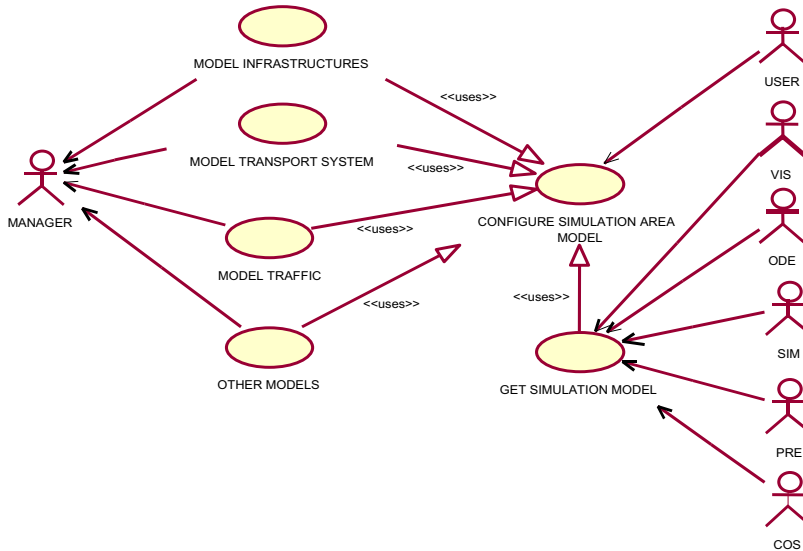 MODEL INFRASTRUCTURES
USER
<<uses>>
MODEL TRANSPORT SYSTEM
<<uses>>
VIS
MANAGER
CONFIGURE SIMULATION AREA
MODEL
<<uses>>
ODE
MODEL TRAFFIC
<<uses>>
<<uses>>
SIM
OTHER MODELS
GET SIMULATION MODEL
PRE
COS